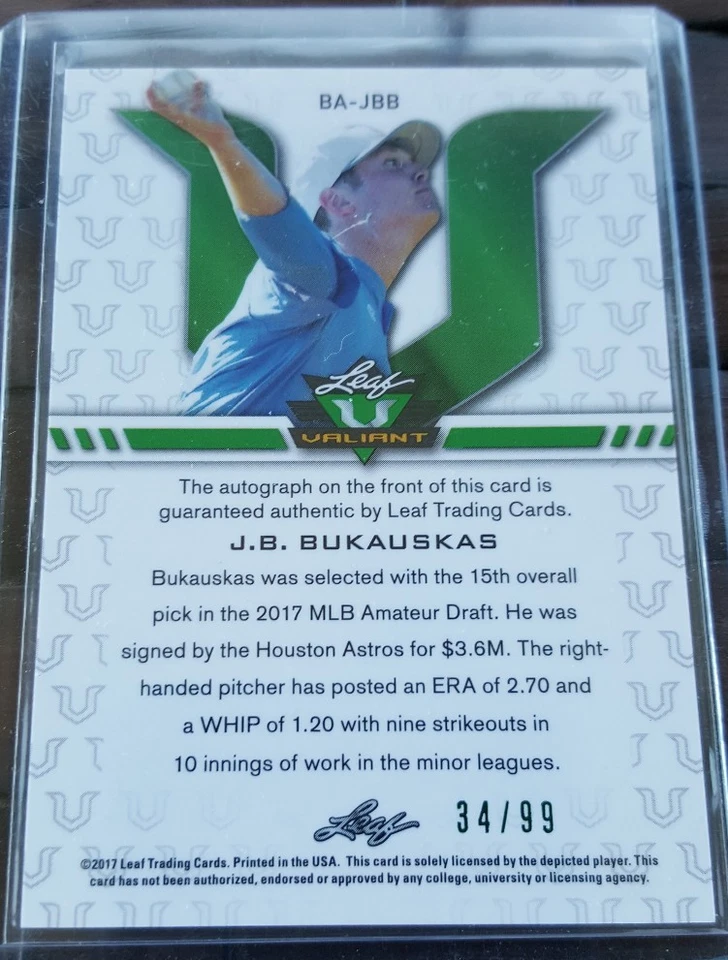 BA-JBB
Leaf
VALIANT
The autograph on the front of this card is
guaranteed authentic by Leaf Trading Cards.
J.B. BUKAUSKAS
Bukauskas was selected with the 15th overall
pick in the 2017 MLB Amateur Draft. He was
signed by the Houston Astros for $3.6M. The right-
handed pitcher has posted an ERA of 2.70 and
a WHIP of 1.20 with nine strikeouts in
10 innings of work in the minor leagues.
Leaf
34/99
©2017 Leaf Trading Cards. Printed in the USA. This card is solely licensed by the depicted player. This
card has not been authorized, endorsed or approved by any college, university or licensing agency.